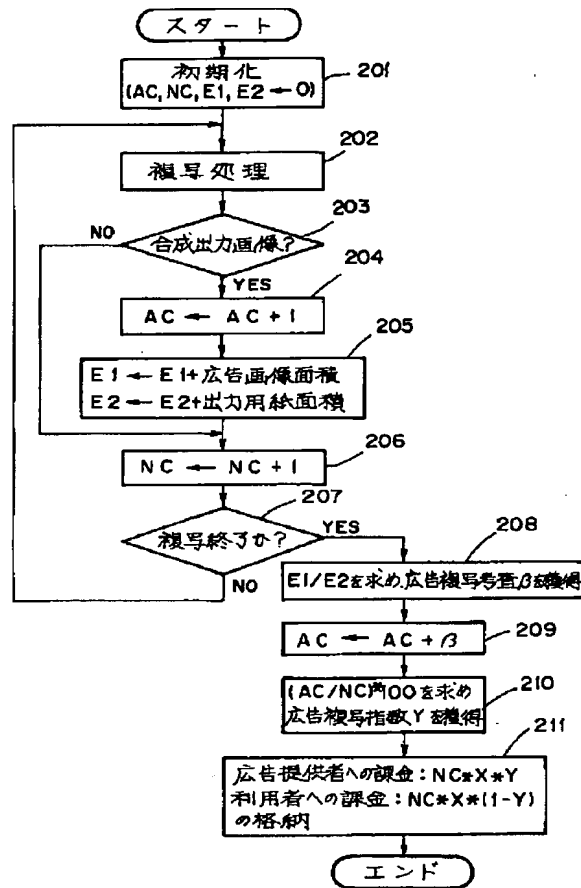 スタート
201
初期化
(AC, NC, E1, E2 ← 0)
202
複写処理
203
合成出力画像?
NO
YES
204
AC ← AC + 1
205
E1 ← E1+広告画像面積
E2 ← E2+出力用紙面積
206
NC ← NC + 1
207
複写終了か?
YES
NO
208
E1/E2を求め、広告複写考査βを獲得
209
AC ← AC + β
210
(AC/NC)*100を求め
広告複写指数Yを獲得
211
広告提供者への課金:NC*X*Y
利用者への課金:NC*X*(1-Y)
の格納
エンド